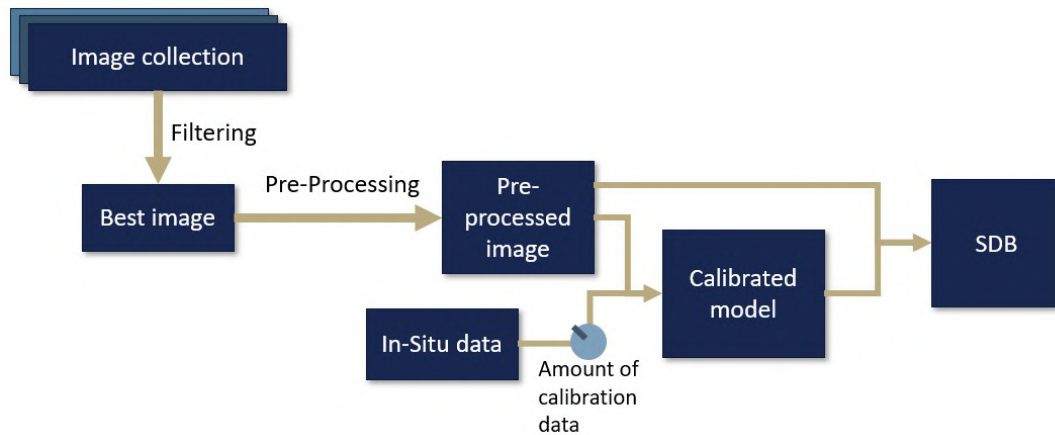 Image collection
Filtering
Pre-Processing
Best image
Pre-
processed
image
SDB
Calibrated
model
In-Situ data
Amount of
calibration
data